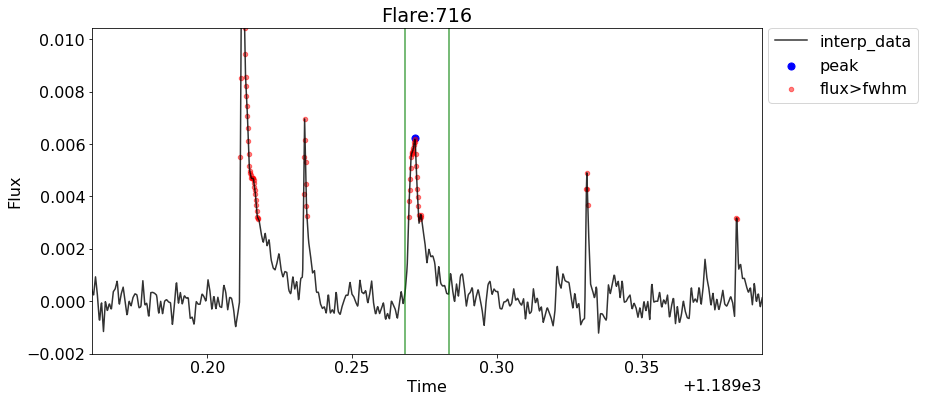 Flare:716
0.010
0.008
0.006
0.004
0.002
0.000
−0.002
Flux
0.20
0.25
0.30
0.35
Time
+1.189e3
interp_data
peak
flux>fwhm